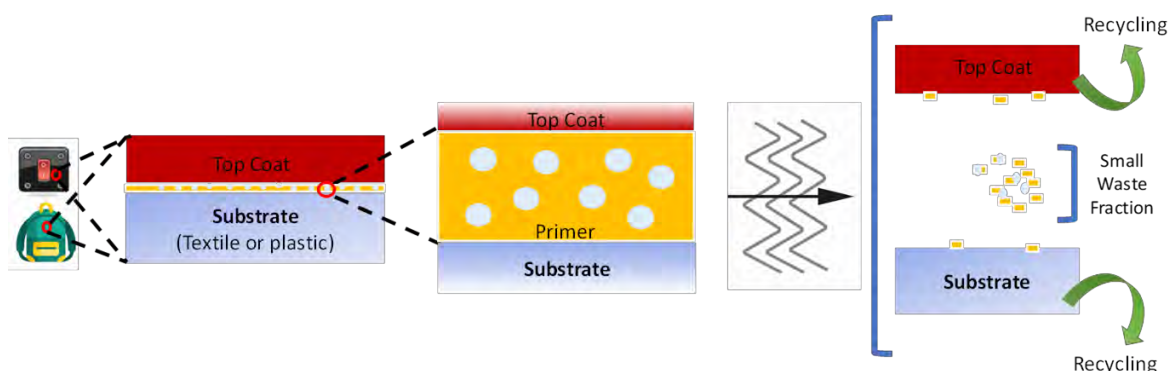 Top Coat
Substrate
(Textile or plastic)
Top Coat
Primer
Substrate
Recycling
Top Coat
Small
Waste
Fraction
Substrate
Recycling